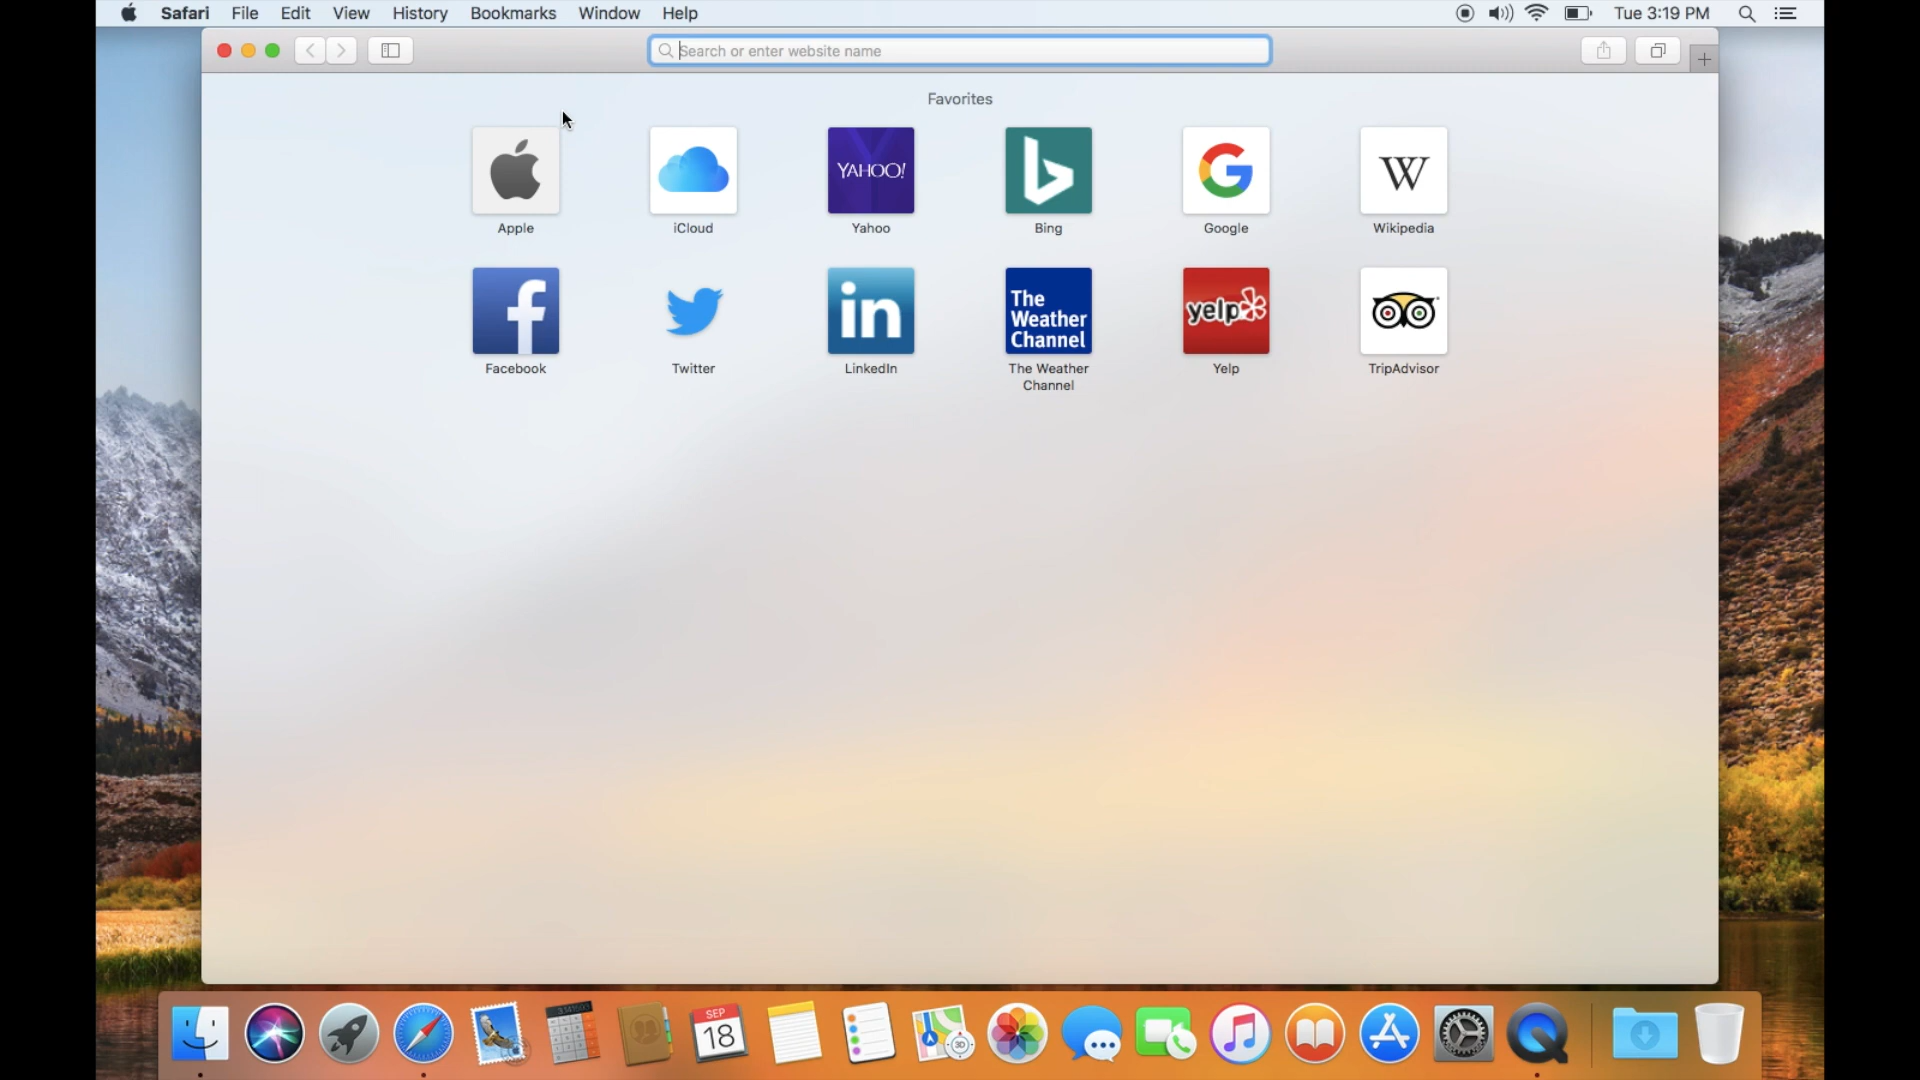 Safari File Edit View History Bookmarks Window Help Tue 3:19 PM
Search or enter website name
Favorites
YAHOO!
W
Apple iCloud Yahoo Bing Google Wikipedia
f
in
The
Weather
Channel
yelp
Facebook Twitter LinkedIn The Weather
Channel
Yelp TripAdvisor
SEP
18
3D